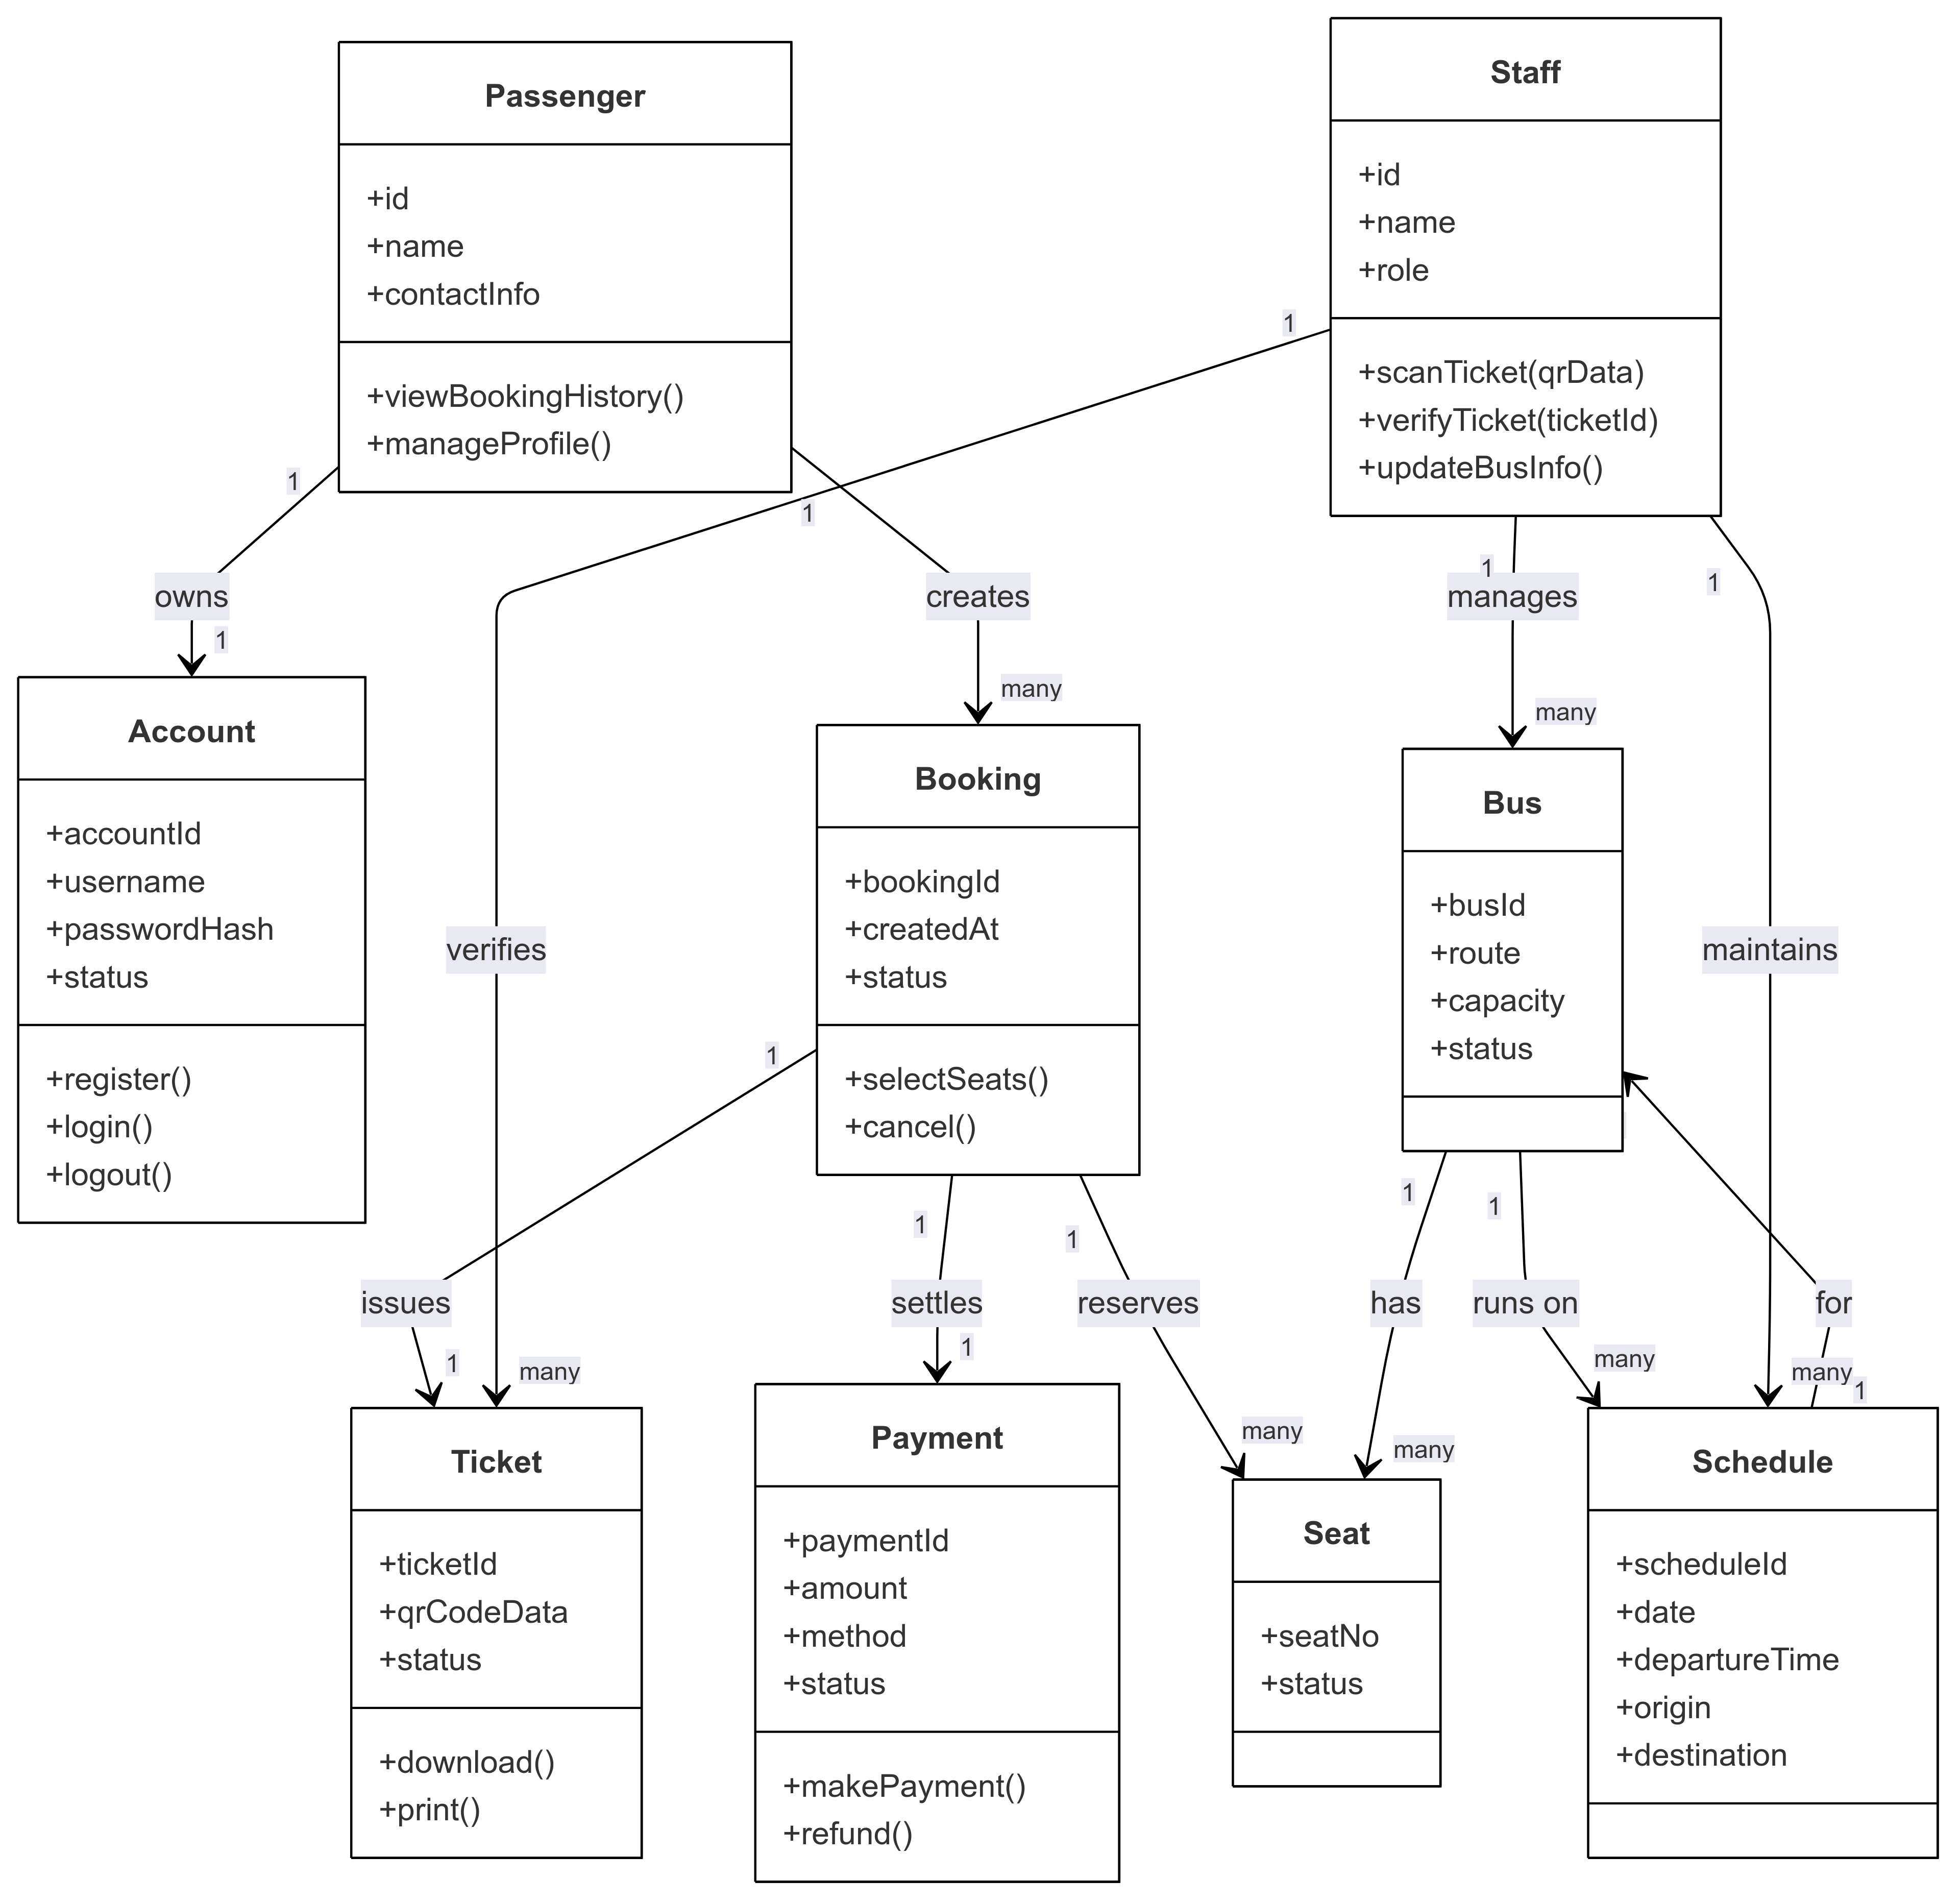 Passenger
+id
+name
+contactInfo
+viewBookingHistory()
+manageProfile()
Staff
+id
+name
+role
+scanTicket(qrData)
+verifyTicket(ticketId)
+updateBusInfo()
1
1
1
1
1
owns
creates
manages
1
many
many
Account
+accountId
+username
+passwordHash
+status
+register()
+login()
+logout()
verifies
Booking
+bookingId
+createdAt
+status
+selectSeats()
+cancel()
Bus
+busId
+route
+capacity
+status
maintains
1
1
1
1
1
issues
settles
reserves
has
runs on
for
1
many
1
many
many
many
many
1
Ticket
+ticketId
+qrCodeData
+status
+download()
+print()
Payment
+paymentId
+amount
+method
+status
+makePayment()
+refund()
Seat
+seatNo
+status
Schedule
+scheduleId
+date
+departureTime
+origin
+destination